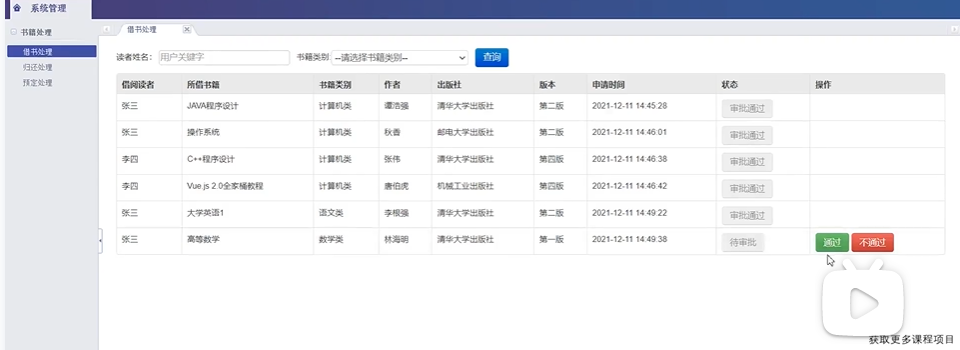 系统管理
书籍处理
借书处理
归还处理
预定处理
借书处理
读者姓名: 用户关键字 书籍类别: --请选择书籍类别-- 查询
借阅读者 所借书籍 书籍类别 作者 出版社 版本 申请时间 状态 操作
张三 JAVA程序设计 计算机类 谭浩强 清华大学出版社 第二版 2021-12-11 14:45:28 审批通过
张三 操作系统 计算机类 秋香 邮电大学出版社 第二版 2021-12-11 14:46:01 审批通过
李四 C++程序设计 计算机类 张伟 清华大学出版社 第四版 2021-12-11 14:46:38 审批通过
李四 Vue.js 2.0全家桶教程 计算机类 唐伯虎 机械工业出版社 第四版 2021-12-11 14:46:42 审批通过
张三 大学英语1 语文类 李根强 清华大学出版社 第二版 2021-12-11 14:49:22 审批通过
张三 高等数学 数学类 林海明 清华大学出版社 第一版 2021-12-11 14:49:38 待审批 通过 不通过
获取更多课程项目